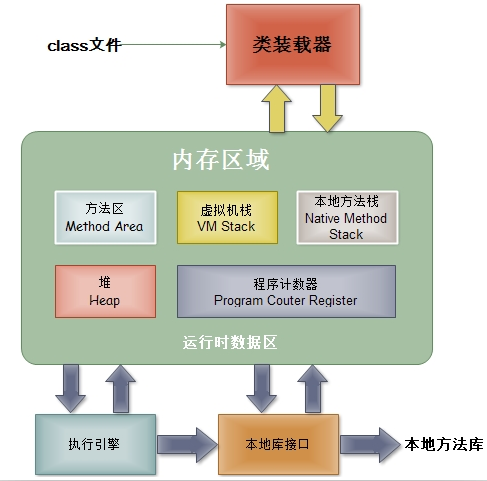 class文件
类装载器
内存区域
方法区
Method Area
虚拟机栈
VM Stack
本地方法栈
Native Method
Stack
堆
Heap
程序计数器
Program Couter Register
运行时数据区
执行引擎
本地库接口
本地方法库